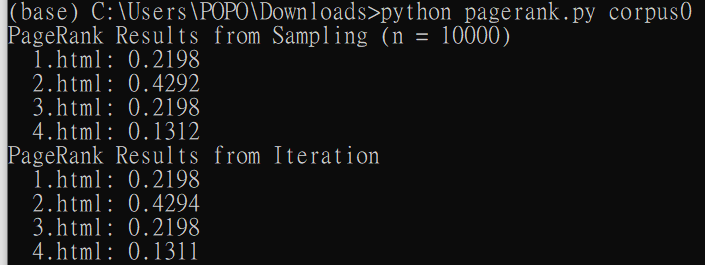 (base) C:\Users\POPO\Downloads>python pagerank.py corpus0
PageRank Results from Sampling (n = 10000)
  1.html: 0.2198
  2.html: 0.4292
  3.html: 0.2198
  4.html: 0.1312
PageRank Results from Iteration
  1.html: 0.2198
  2.html: 0.4294
  3.html: 0.2198
  4.html: 0.1311